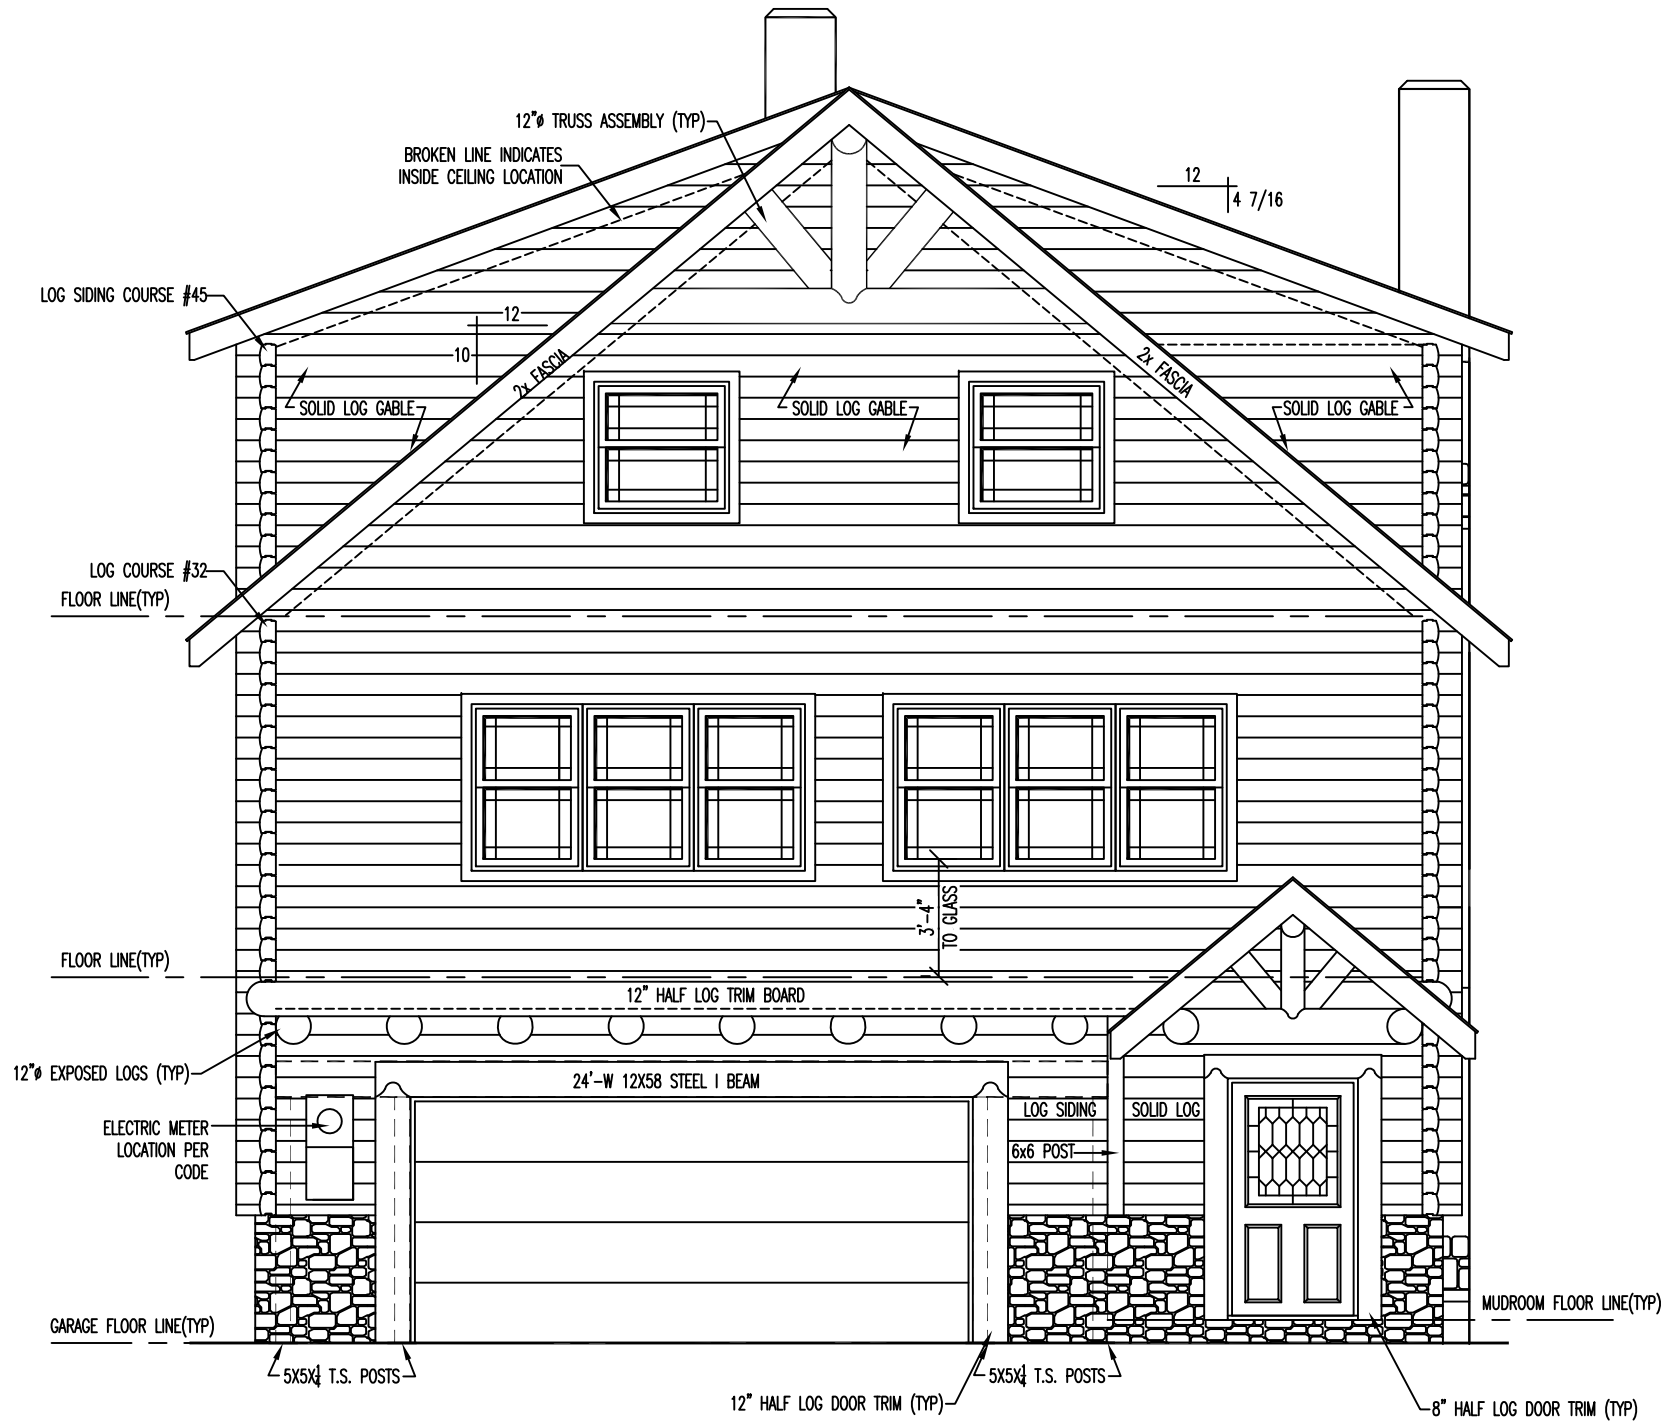 12"ø TRUSS ASSEMBLY (TYP)
BROKEN LINE INDICATES
INSIDE CEILING LOCATION
12
4 7/16
LOG SIDING COURSE #45
12
10
2x FASCIA
2x FASCIA
SOLID LOG GABLE
SOLID LOG GABLE
SOLID LOG GABLE
LOG COURSE #32
FLOOR LINE(TYP)
3'-4"
TO GLASS
FLOOR LINE(TYP)
12" HALF LOG TRIM BOARD
12"ø EXPOSED LOGS (TYP)
24'-W 12X58 STEEL I BEAM
LOG SIDING
SOLID LOG
ELECTRIC METER
LOCATION PER
CODE
6x6 POST
MUDROOM FLOOR LINE(TYP)
GARAGE FLOOR LINE(TYP)
5X5X1/4 T.S. POSTS
5X5X1/4 T.S. POSTS
12" HALF LOG DOOR TRIM (TYP)
8" HALF LOG DOOR TRIM (TYP)